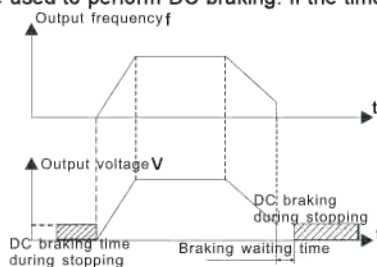 e used to perform DC braking. If the time
Output frequency f
t
Output voltage V
DC braking
during stopping
DC braking time
during stopping
Braking waiting time